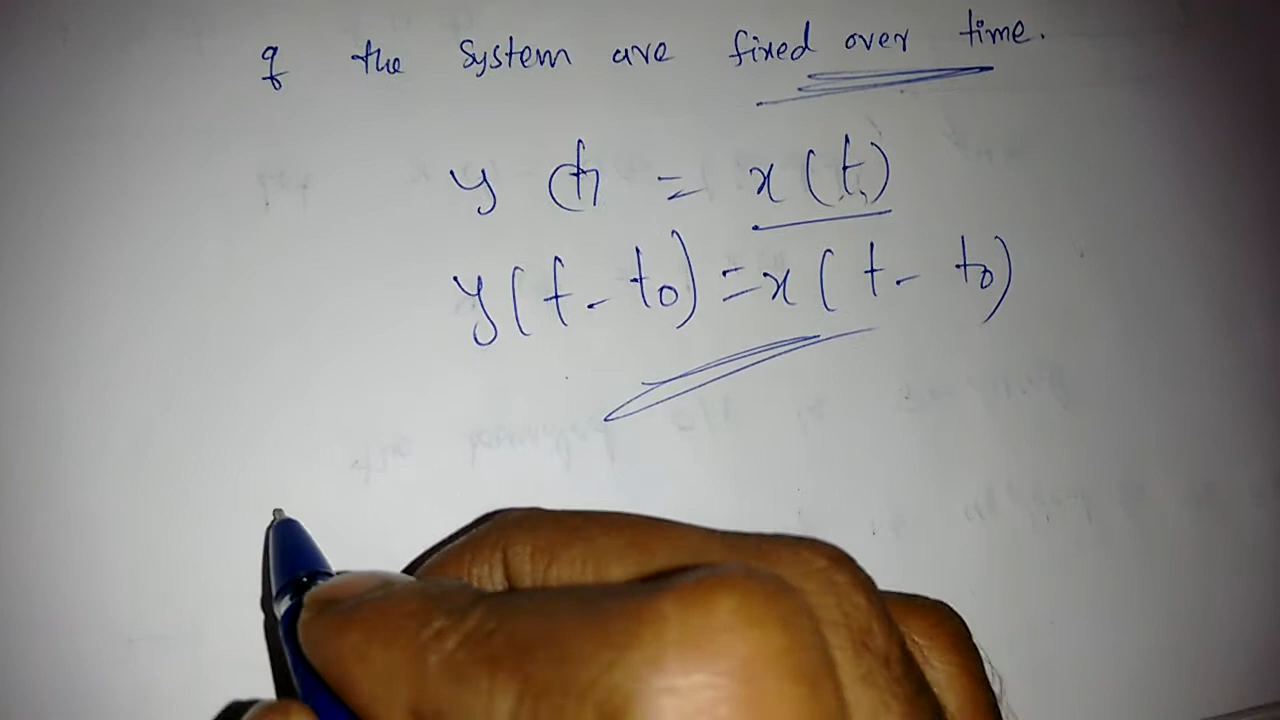 of the system are fixed over time.
y(t) = x(t)
y(t - t0) = x(t - t0)